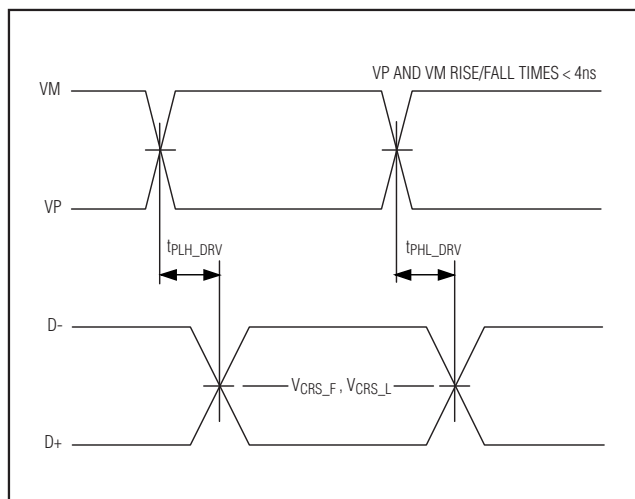 VP AND VM RISE/FALL TIMES < 4ns
VM
VP
tPLH_DRV
tPHL_DRV
D-
VCRS_F , VCRS_L
D+